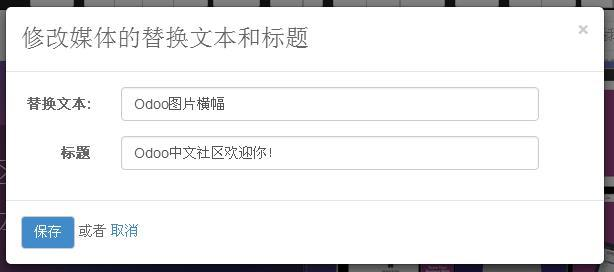 修改媒体的替换文本和标题
×
替换文本:
Odoo图片横幅
标题
Odoo中文社区欢迎你!
保存 或者 取消